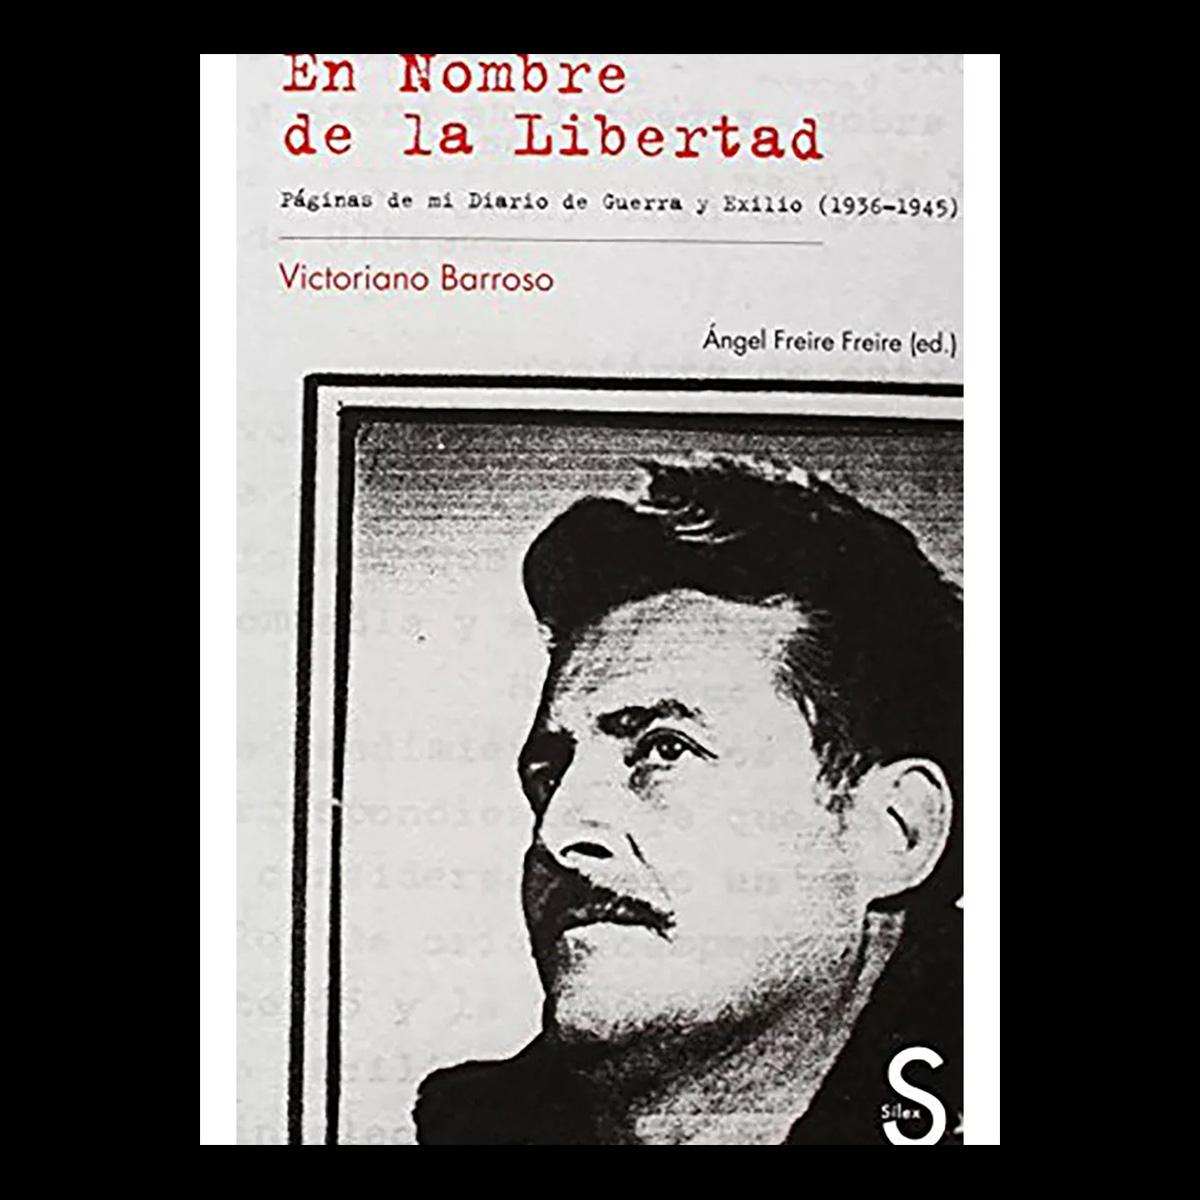 En Nombre
de la Libertad
Páginas de mi Diario de Guerra y Exilio (1936-1945)
Victoriano Barroso
Ángel Freire Freire (ed.)
S
Sílex